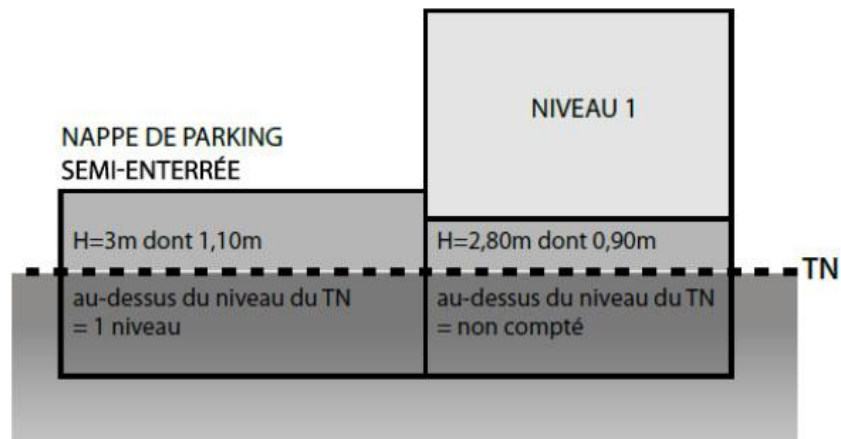 NIVEAU 1
NAPPE DE PARKING
SEMI-ENTERRÉE
H=3m dont 1,10m
au-dessus du niveau du TN
= 1 niveau
H=2,80m dont 0,90m
au-dessus du niveau du TN
= non compté
TN